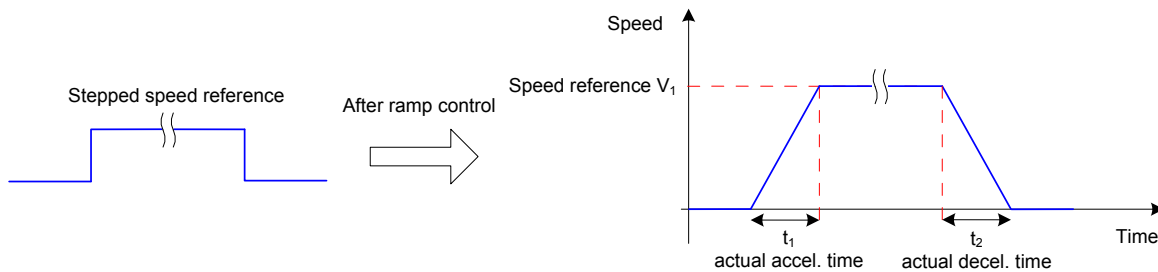 Stepped speed reference
After ramp control
Speed
Speed reference V₁
t₁
actual accel. time
t₂
actual decel. time
Time